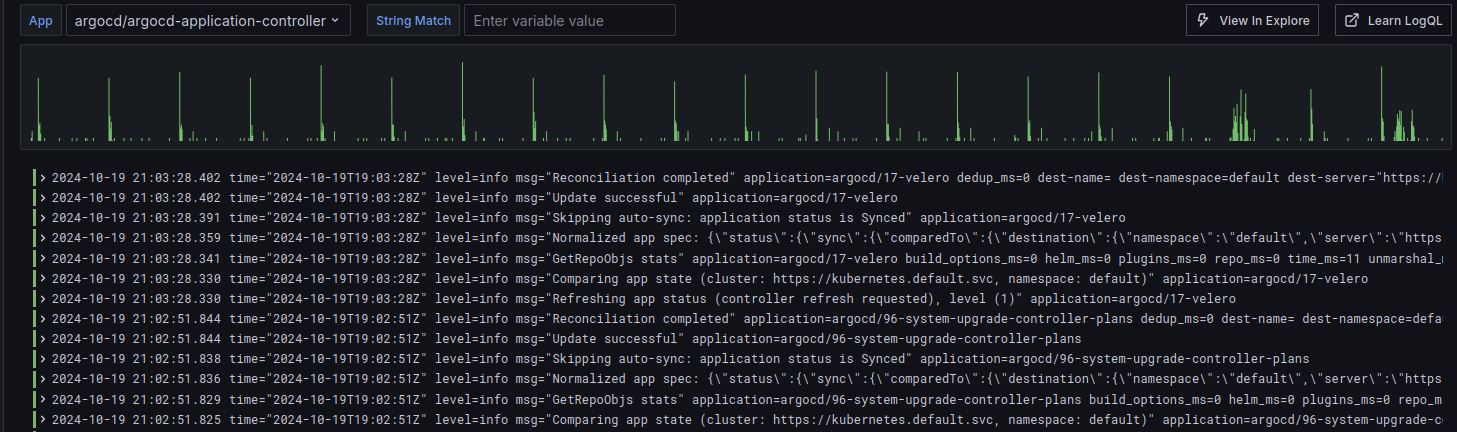 App argocd/argocd-application-controller String Match Enter variable value View In Explore Learn LogQL
2024-10-19 21:03:28.402 time="2024-10-19T19:03:28Z" level=info msg="Reconciliation completed" application=argocd/17-velero dedup_ms=0 dest-name= dest-namespace=default dest-server="https://
2024-10-19 21:03:28.402 time="2024-10-19T19:03:28Z" level=info msg="Update successful" application=argocd/17-velero
2024-10-19 21:03:28.391 time="2024-10-19T19:03:28Z" level=info msg="Skipping auto-sync: application status is Synced" application=argocd/17-velero
2024-10-19 21:03:28.359 time="2024-10-19T19:03:28Z" level=info msg="Normalized app spec: {\"status\":{\"sync\":{\"comparedTo\":{\"destination\":{\"namespace\":\"default\",\"server\":\"https
2024-10-19 21:03:28.341 time="2024-10-19T19:03:28Z" level=info msg="GetRepoObjs stats" application=argocd/17-velero build_options_ms=0 helm_ms=0 plugins_ms=0 repo_ms=0 time_ms=11 unmarshal_
2024-10-19 21:03:28.330 time="2024-10-19T19:03:28Z" level=info msg="Comparing app state (cluster: https://kubernetes.default.svc, namespace: default)" application=argocd/17-velero
2024-10-19 21:03:28.330 time="2024-10-19T19:03:28Z" level=info msg="Refreshing app status (controller refresh requested), level (1)" application=argocd/17-velero
2024-10-19 21:02:51.844 time="2024-10-19T19:02:51Z" level=info msg="Reconciliation completed" application=argocd/96-system-upgrade-controller-plans dedup_ms=0 dest-name= dest-namespace=defau
2024-10-19 21:02:51.844 time="2024-10-19T19:02:51Z" level=info msg="Update successful" application=argocd/96-system-upgrade-controller-plans
2024-10-19 21:02:51.838 time="2024-10-19T19:02:51Z" level=info msg="Skipping auto-sync: application status is Synced" application=argocd/96-system-upgrade-controller-plans
2024-10-19 21:02:51.836 time="2024-10-19T19:02:51Z" level=info msg="Normalized app spec: {\"status\":{\"sync\":{\"comparedTo\":{\"destination\":{\"namespace\":\"default\",\"server\":\"https
2024-10-19 21:02:51.829 time="2024-10-19T19:02:51Z" level=info msg="GetRepoObjs stats" application=argocd/96-system-upgrade-controller-plans build_options_ms=0 helm_ms=0 plugins_ms=0 repo_m
2024-10-19 21:02:51.825 time="2024-10-19T19:02:51Z" level=info msg="Comparing app state (cluster: https://kubernetes.default.svc, namespace: default)" application=argocd/96-system-upgrade-co